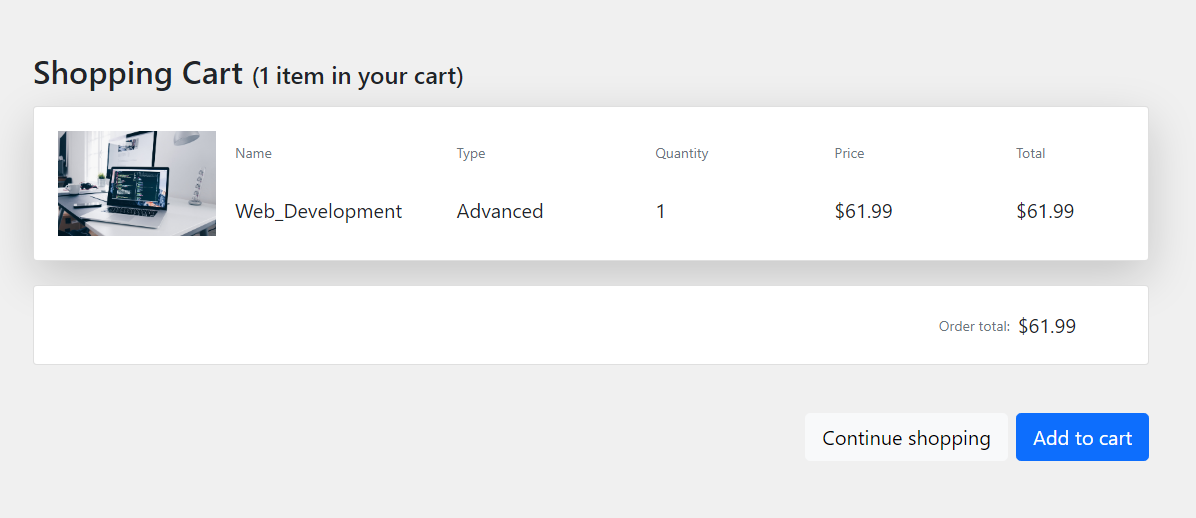 Shopping Cart (1 item in your cart)
Name Type Quantity Price Total
Web_Development Advanced 1 $61.99 $61.99
Order total: $61.99
Continue shopping Add to cart